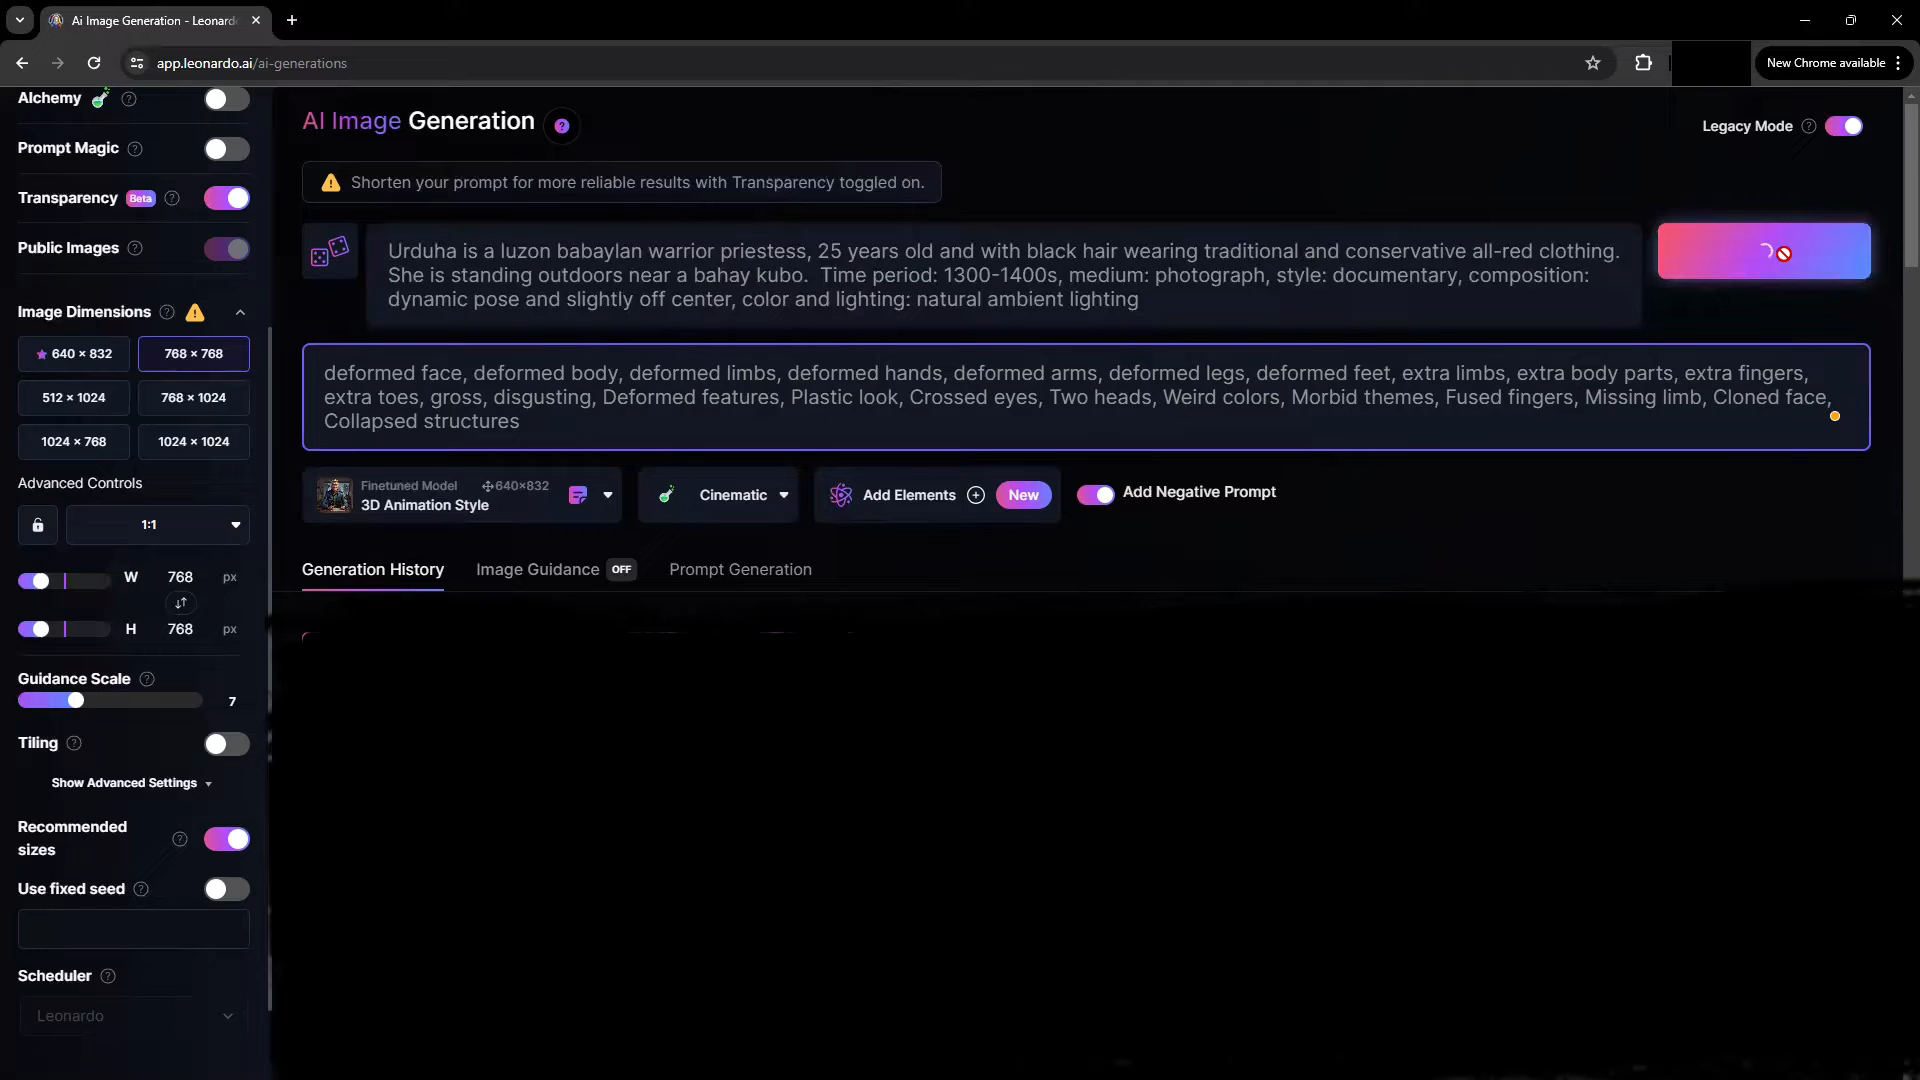 Ai Image Generation - Leonard
app.leonardo.ai/ai-generations
New Chrome available
Alchemy
Prompt Magic
Transparency Beta
Public Images
Image Dimensions
640 × 832
768 × 768
512 × 1024
768 × 1024
1024 × 768
1024 × 1024
Advanced Controls
1:1
W 768 px
H 768 px
Guidance Scale
7
Tiling
Show Advanced Settings
Recommended
sizes
Use fixed seed
Scheduler
Leonardo
AI Image Generation
Legacy Mode
Shorten your prompt for more reliable results with Transparency toggled on.
Urduha is a luzon babaylan warrior priestess, 25 years old and with black hair wearing traditional and conservative all-red clothing.
She is standing outdoors near a bahay kubo. Time period: 1300-1400s, medium: photograph, style: documentary, composition:
dynamic pose and slightly off center, color and lighting: natural ambient lighting
deformed face, deformed body, deformed limbs, deformed hands, deformed arms, deformed legs, deformed feet, extra limbs, extra body parts, extra fingers,
extra toes, gross, disgusting, Deformed features, Plastic look, Crossed eyes, Two heads, Weird colors, Morbid themes, Fused fingers, Missing limb, Cloned face,
Collapsed structures
Finetuned Model 640×832
3D Animation Style
Cinematic
Add Elements New
Add Negative Prompt
Generation History
Image Guidance OFF
Prompt Generation